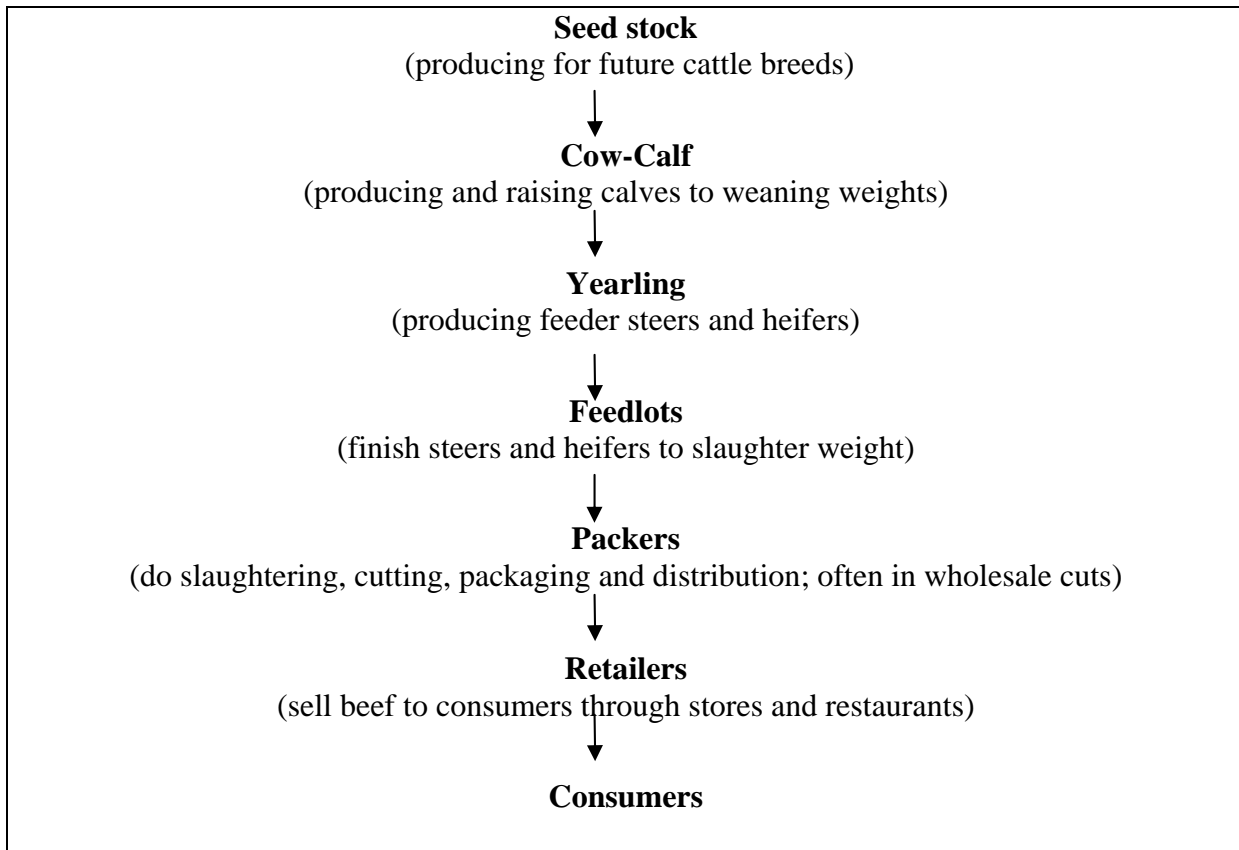 Seed stock
(producing for future cattle breeds)
Cow-Calf
(producing and raising calves to weaning weights)
Yearling
(producing feeder steers and heifers)
Feedlots
(finish steers and heifers to slaughter weight)
Packers
(do slaughtering, cutting, packaging and distribution; often in wholesale cuts)
Retailers
(sell beef to consumers through stores and restaurants)
Consumers